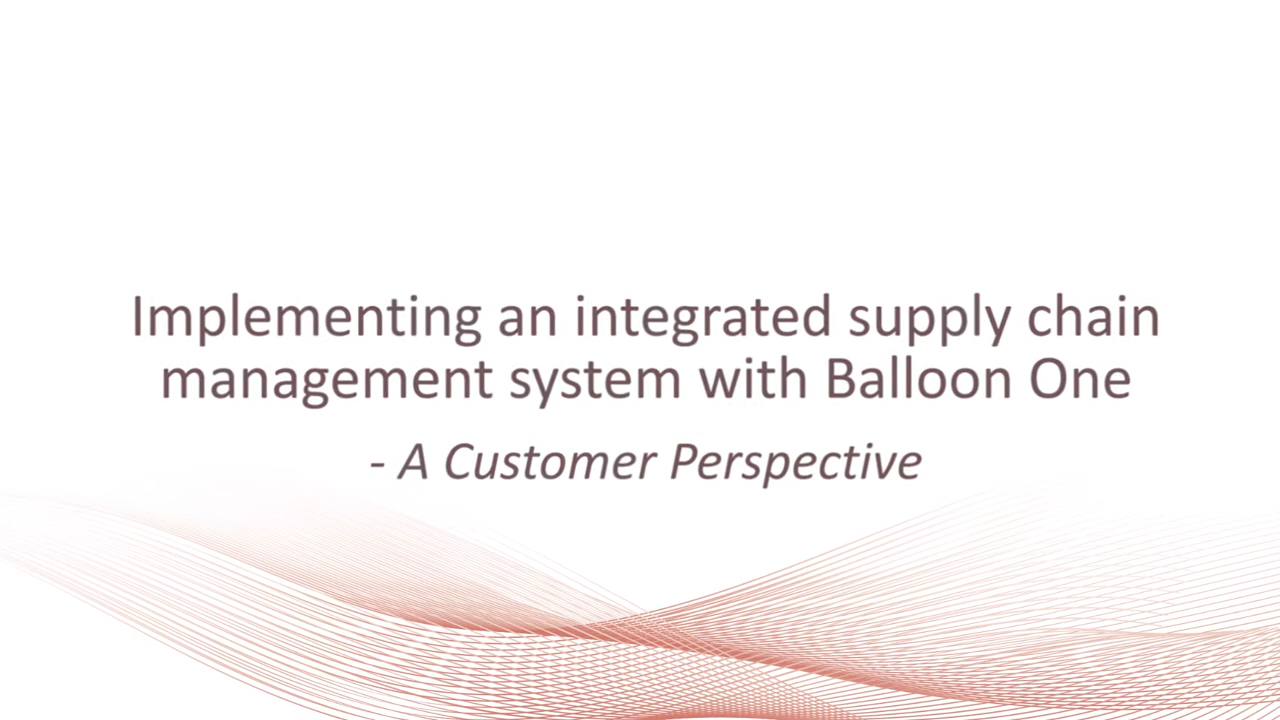 Implementing an integrated supply chain
management system with Balloon One
- A Customer Perspective